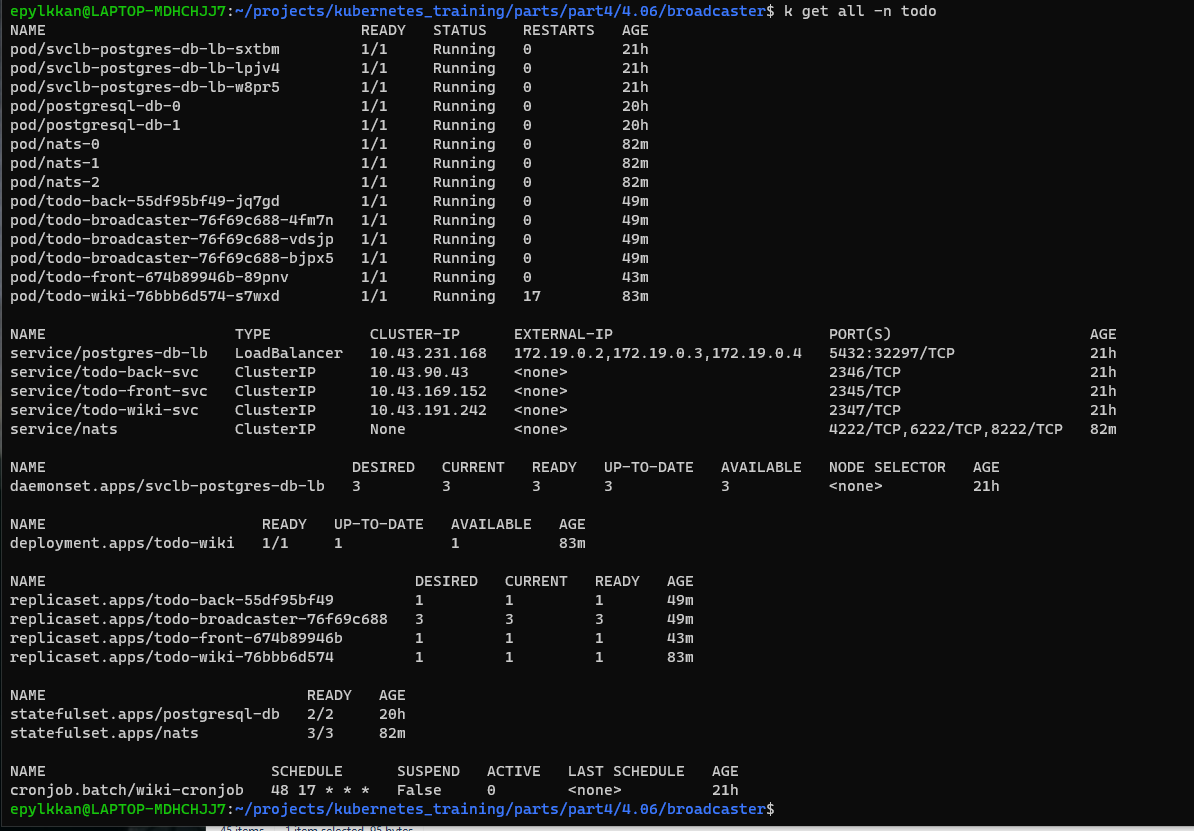 epylkkan@LAPTOP-MDHCHJJ7:~/projects/kubernetes_training/parts/part4/4.06/broadcaster$ k get all -n todo
NAME READY STATUS RESTARTS AGE
pod/svclb-postgres-db-lb-sxtbm 1/1 Running 0 21h
pod/svclb-postgres-db-lb-lpjv4 1/1 Running 0 21h
pod/svclb-postgres-db-lb-w8pr5 1/1 Running 0 21h
pod/postgresql-db-0 1/1 Running 0 20h
pod/postgresql-db-1 1/1 Running 0 20h
pod/nats-0 1/1 Running 0 82m
pod/nats-1 1/1 Running 0 82m
pod/nats-2 1/1 Running 0 82m
pod/todo-back-55df95bf49-jq7gd 1/1 Running 0 49m
pod/todo-broadcaster-76f69c688-4fm7n 1/1 Running 0 49m
pod/todo-broadcaster-76f69c688-vdsjp 1/1 Running 0 49m
pod/todo-broadcaster-76f69c688-bjpx5 1/1 Running 0 49m
pod/todo-front-674b89946b-89pnv 1/1 Running 0 43m
pod/todo-wiki-76bbb6d574-s7wxd 1/1 Running 17 83m
NAME TYPE CLUSTER-IP EXTERNAL-IP PORT(S) AGE
service/postgres-db-lb LoadBalancer 10.43.231.168 172.19.0.2,172.19.0.3,172.19.0.4 5432:32297/TCP 21h
service/todo-back-svc ClusterIP 10.43.90.43 <none> 2346/TCP 21h
service/todo-front-svc ClusterIP 10.43.169.152 <none> 2345/TCP 21h
service/todo-wiki-svc ClusterIP 10.43.191.242 <none> 2347/TCP 21h
service/nats ClusterIP None <none> 4222/TCP,6222/TCP,8222/TCP 82m
NAME DESIRED CURRENT READY UP-TO-DATE AVAILABLE NODE SELECTOR AGE
daemonset.apps/svclb-postgres-db-lb 3 3 3 3 3 <none> 21h
NAME READY UP-TO-DATE AVAILABLE AGE
deployment.apps/todo-wiki 1/1 1 1 83m
NAME DESIRED CURRENT READY AGE
replicaset.apps/todo-back-55df95bf49 1 1 1 49m
replicaset.apps/todo-broadcaster-76f69c688 3 3 3 49m
replicaset.apps/todo-front-674b89946b 1 1 1 43m
replicaset.apps/todo-wiki-76bbb6d574 1 1 1 83m
NAME READY AGE
statefulset.apps/postgresql-db 2/2 20h
statefulset.apps/nats 3/3 82m
NAME SCHEDULE SUSPEND ACTIVE LAST SCHEDULE AGE
cronjob.batch/wiki-cronjob 48 17 * * * False 0 <none> 21h
epylkkan@LAPTOP-MDHCHJJ7:~/projects/kubernetes_training/parts/part4/4.06/broadcaster$
45 items 1 item selected 95 bytes